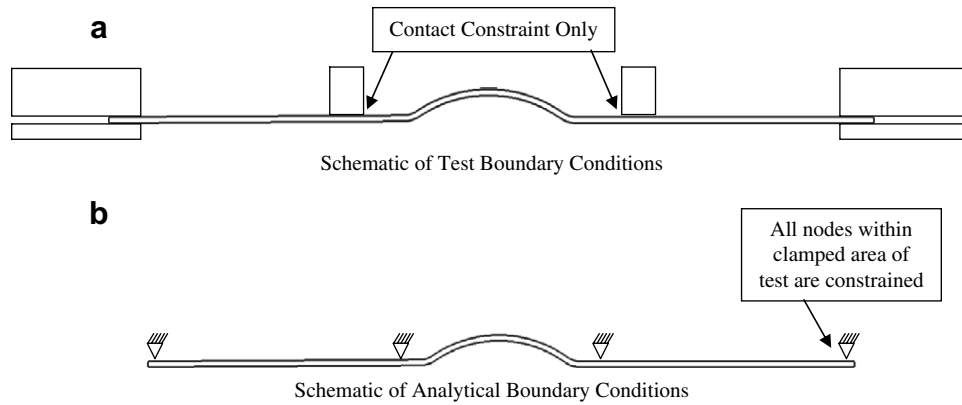 a
Contact Constraint Only
Schematic of Test Boundary Conditions
b
All nodes within
clamped area of
test are constrained
Schematic of Analytical Boundary Conditions